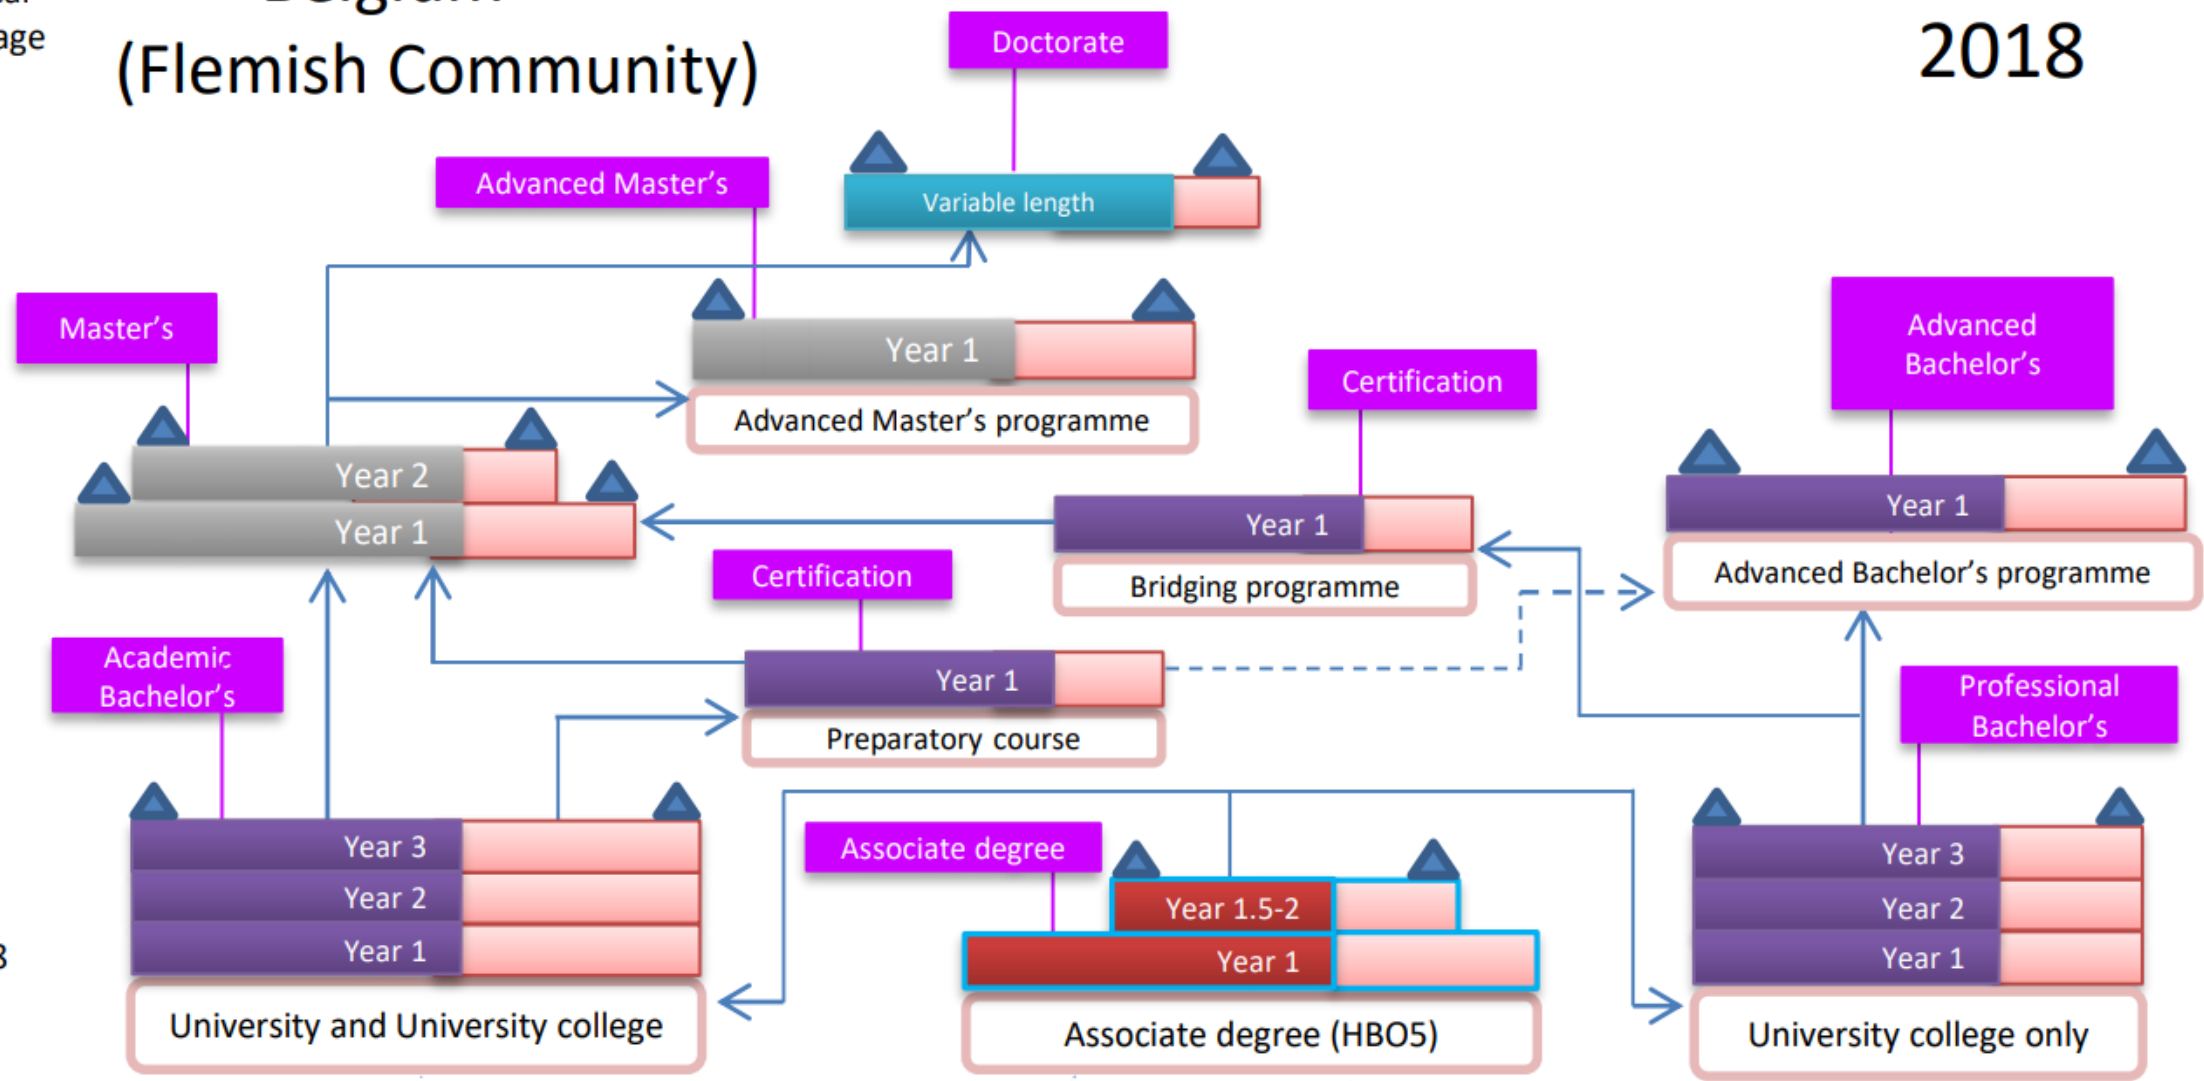 (Flemish Community)
2018
Doctorate
Advanced Master's
Variable length
Master's
Year 1
Advanced Master's programme
Certification
Advanced
Bachelor's
Year 2
Year 1
Year 1
Bridging programme
Year 1
Advanced Bachelor's programme
Certification
Academic
Bachelor's
Year 1
Preparatory course
Professional
Bachelor's
Year 3
Year 2
Year 1
University and University college
Associate degree
Year 1.5-2
Year 1
Associate degree (HBO5)
Year 3
Year 2
Year 1
University college only